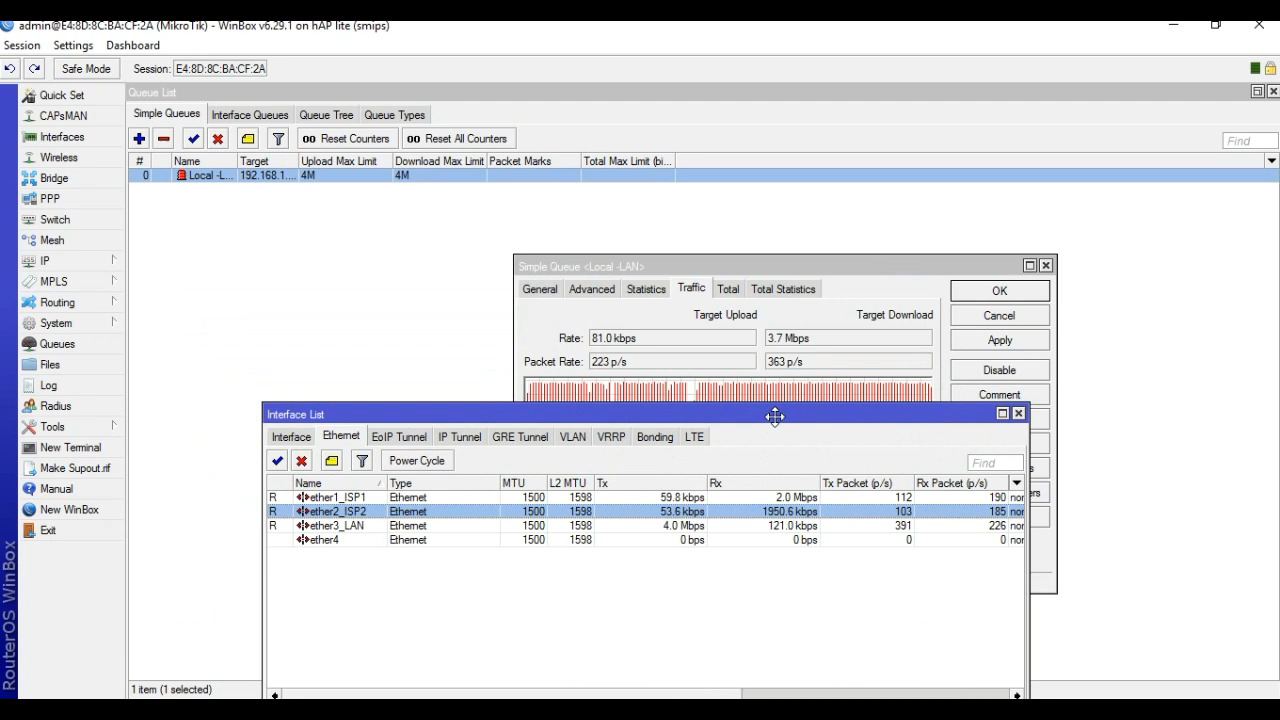 admin@E4:8D:8C:BA:CF:2A (MikroTik) - WinBox v6.29.1 on hAP lite (smips)
Session Settings Dashboard
Safe Mode Session: E4:8D:8C:BA:CF:2A
Quick Set
CAPsMAN
Interfaces
Wireless
Bridge
PPP
Switch
Mesh
IP
MPLS
Routing
System
Queues
Files
Log
Radius
Tools
New Terminal
Make Supout.rif
Manual
New WinBox
Exit
RouterOS WinBox
Queue List
Simple Queues Interface Queues Queue Tree Queue Types
00 Reset Counters 00 Reset All Counters Find
# Name Target Upload Max Limit Download Max Limit Packet Marks Total Max Limit (bi...
0 Local -L... 192.168.1.... 4M 4M
Simple Queue <Local -LAN>
General Advanced Statistics Traffic Total Total Statistics
Target Upload Target Download
Rate: 81.0 kbps 3.7 Mbps
Packet Rate: 223 p/s 363 p/s
OK
Cancel
Apply
Disable
Comment
Interface List
Interface Ethernet EoIP Tunnel IP Tunnel GRE Tunnel VLAN VRRP Bonding LTE
Power Cycle Find
Name Type MTU L2 MTU Tx Rx Tx Packet (p/s) Rx Packet (p/s)
R ether1_ISP1 Ethernet 1500 1598 59.8 kbps 2.0 Mbps 112 190 nor
R ether2_ISP2 Ethernet 1500 1598 53.6 kbps 1950.6 kbps 103 185 nor
R ether3_LAN Ethernet 1500 1598 4.0 Mbps 121.0 kbps 391 226 nor
ether4 Ethernet 1500 1598 0 bps 0 bps 0 0 nor
1 item (1 selected)